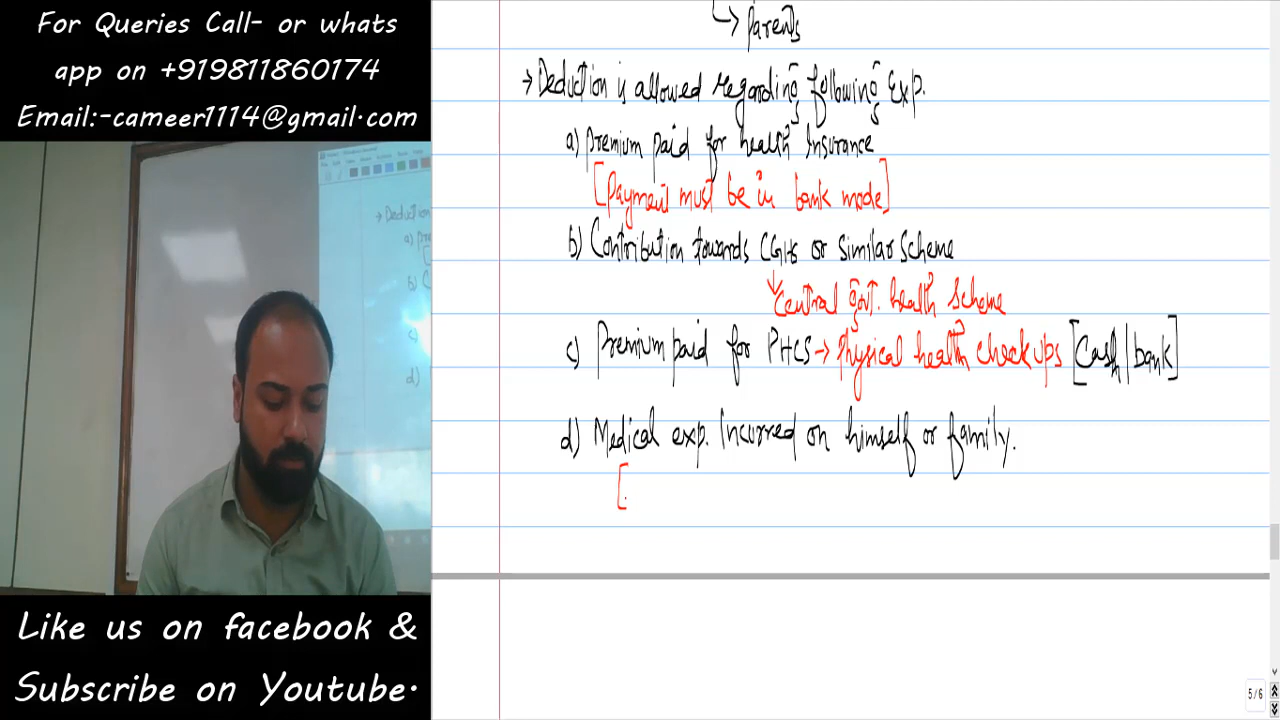 For Queries Call- or whats
app on +919811860174
Email:-cameer1114@gmail.com
Like us on facebook &
Subscribe on Youtube.
↳ Parents
→ Deduction is allowed regarding following Exp.
a) Premium paid for health Insurance
[Payment must be in bank mode]
b) Contribution towards CGHS or Similar Scheme
↓ Central govt. health Scheme
c) Premium paid for PHCS → Physical health Check ups [Cash | bank]
d) Medical exp. Incurred on himself or family.
[
5/6